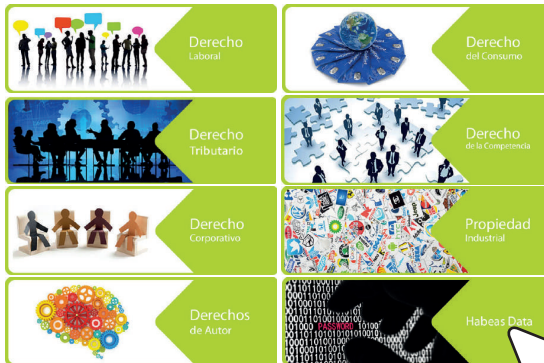 Derecho
Laboral
Derecho
del Consumo
Derecho
Tributario
Derecho
de la Competencia
Derecho
Corporativo
Propiedad
Industrial
Derechos
de Autor
PASSWORD
Habeas Data